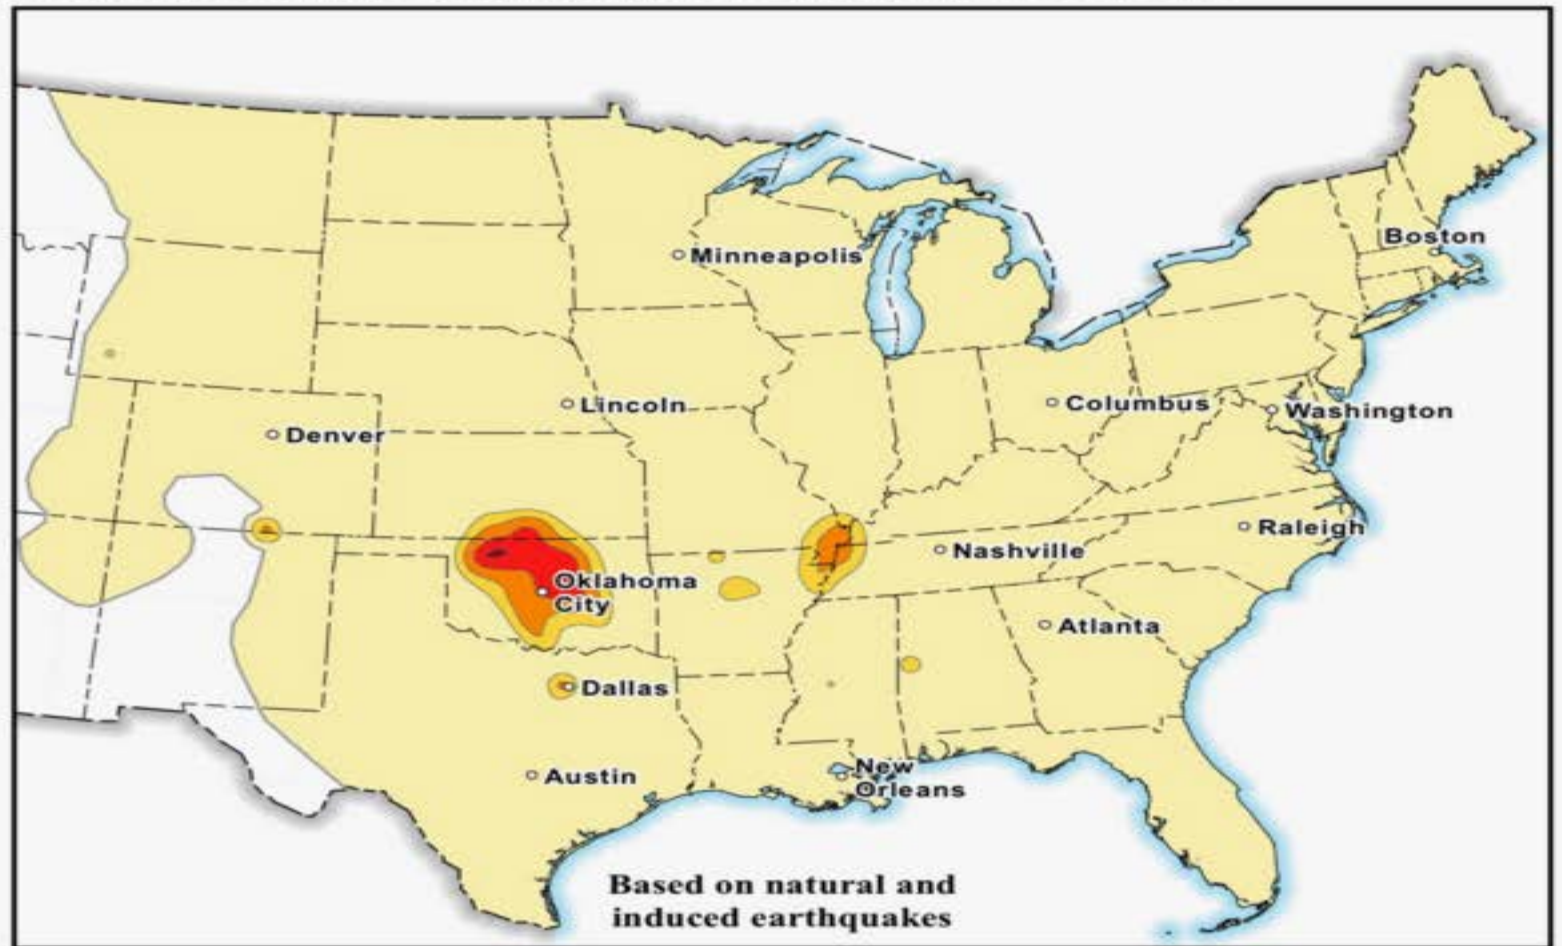 Boston
Minneapolis
Lincoln
Columbus
Washington
Denver
Raleigh
Nashville
Oklahoma
City
Atlanta
Dallas
New
Orleans
Austin
Based on natural and
induced earthquakes